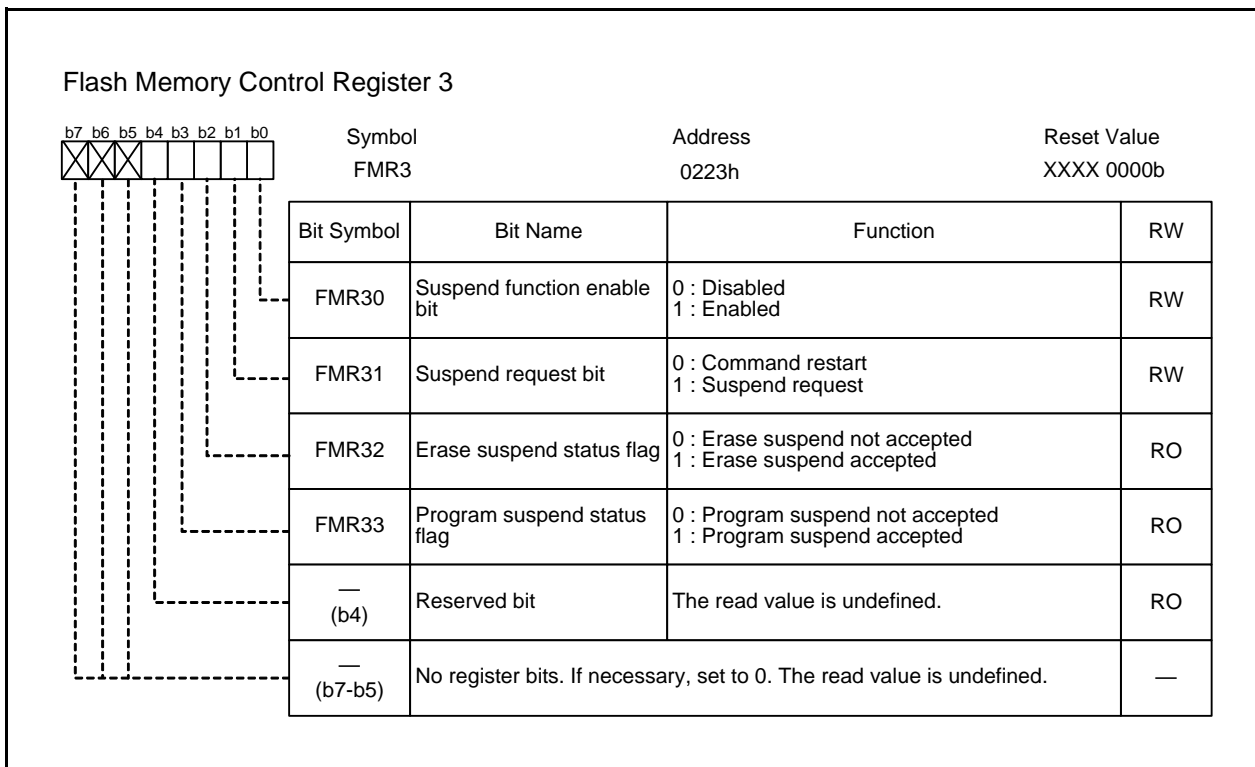 Flash Memory Control Register 3
b7 b6 b5 b4 b3 b2 b1 b0
Symbol Address Reset Value
FMR3 0223h XXXX 0000b
Bit Symbol Bit Name Function RW
FMR30 Suspend function enable bit 0 : Disabled 1 : Enabled RW
FMR31 Suspend request bit 0 : Command restart 1 : Suspend request RW
FMR32 Erase suspend status flag 0 : Erase suspend not accepted 1 : Erase suspend accepted RO
FMR33 Program suspend status flag 0 : Program suspend not accepted 1 : Program suspend accepted RO
— (b4) Reserved bit The read value is undefined. RO
— (b7-b5) No register bits. If necessary, set to 0. The read value is undefined. —